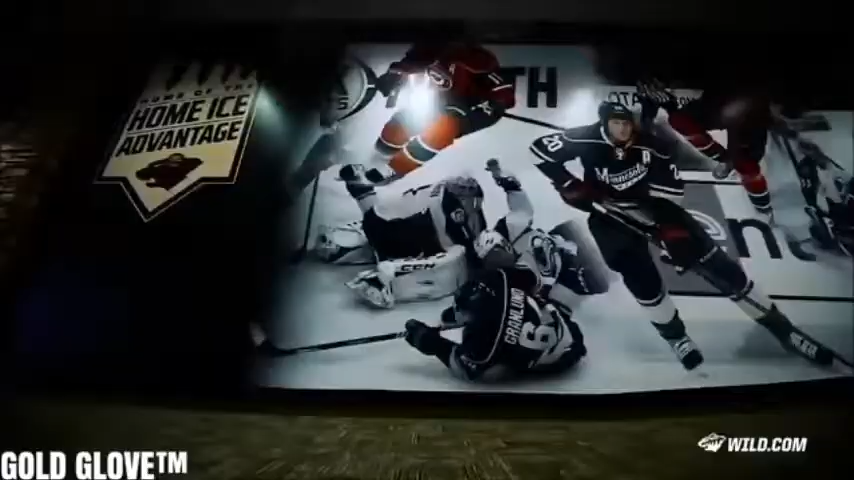 HOME OF THE
HOME ICE
ADVANTAGE
TH
20
A
Minnesota
CCM
GRANLUND
6
WILD.COM
GOLD GLOVE™